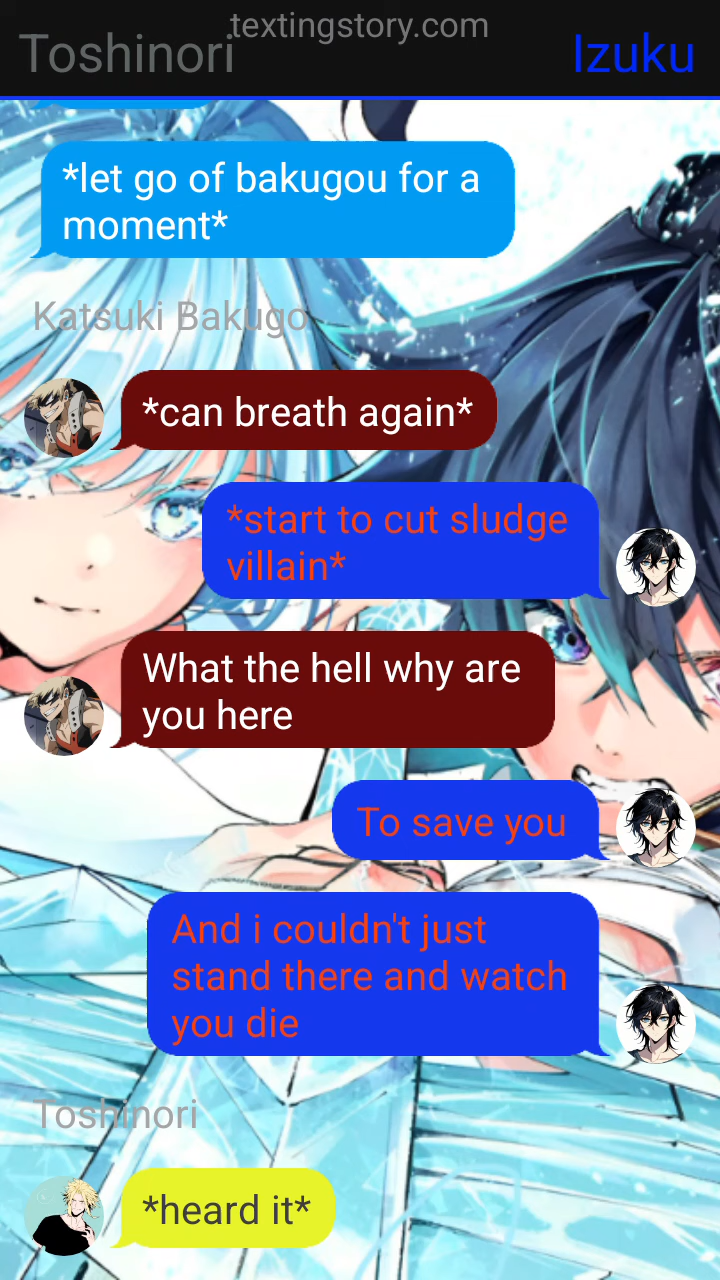 textingstory.com
Toshinori
Izuku
*let go of bakugou for a
moment*
Katsuki Bakugo
*can breath again*
*start to cut sludge
villain*
What the hell why are
you here
To save you
And i couldn't just
stand there and watch
you die
Toshinori
*heard it*